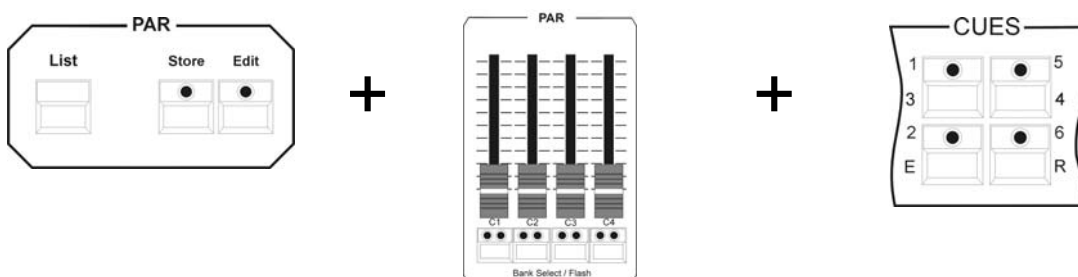 PAR
List Store Edit
+
PAR
C1 C2 C3 C4
Bank Select / Flash
+
CUES
1 5
3 4
2 6
E R